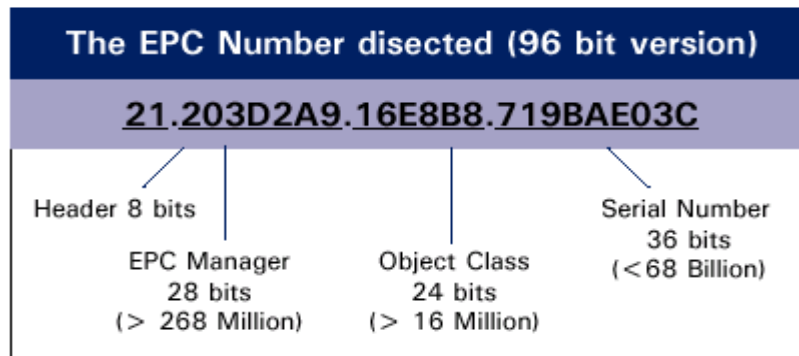 The EPC Number disected (96 bit version)
21.203D2A9.16E8B8.719BAE03C
Header 8 bits
EPC Manager
28 bits
(> 268 Million)
Object Class
24 bits
(> 16 Million)
Serial Number
36 bits
(<68 Billion)